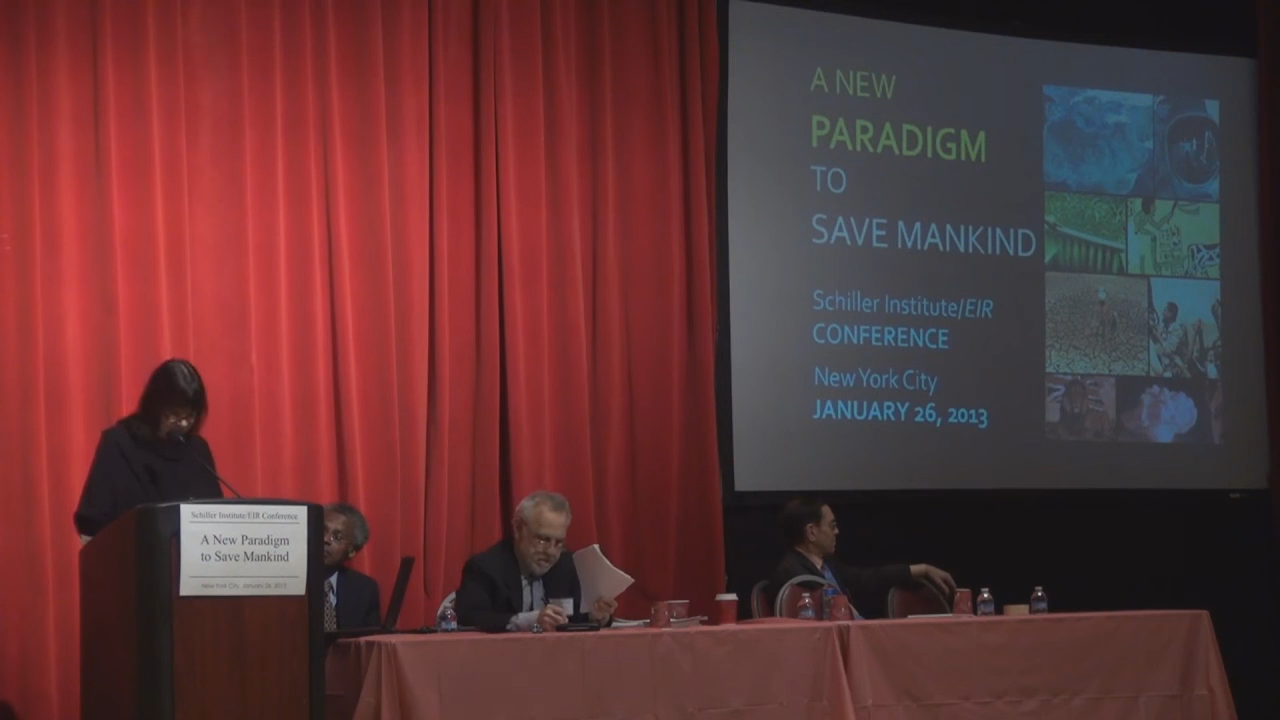 A NEW
PARADIGM
TO
SAVE MANKIND
Schiller Institute/EIR
CONFERENCE
New York City
JANUARY 26, 2013
Schiller Institute/EIR Conference
A New Paradigm
to Save Mankind
New York City January 26, 2013